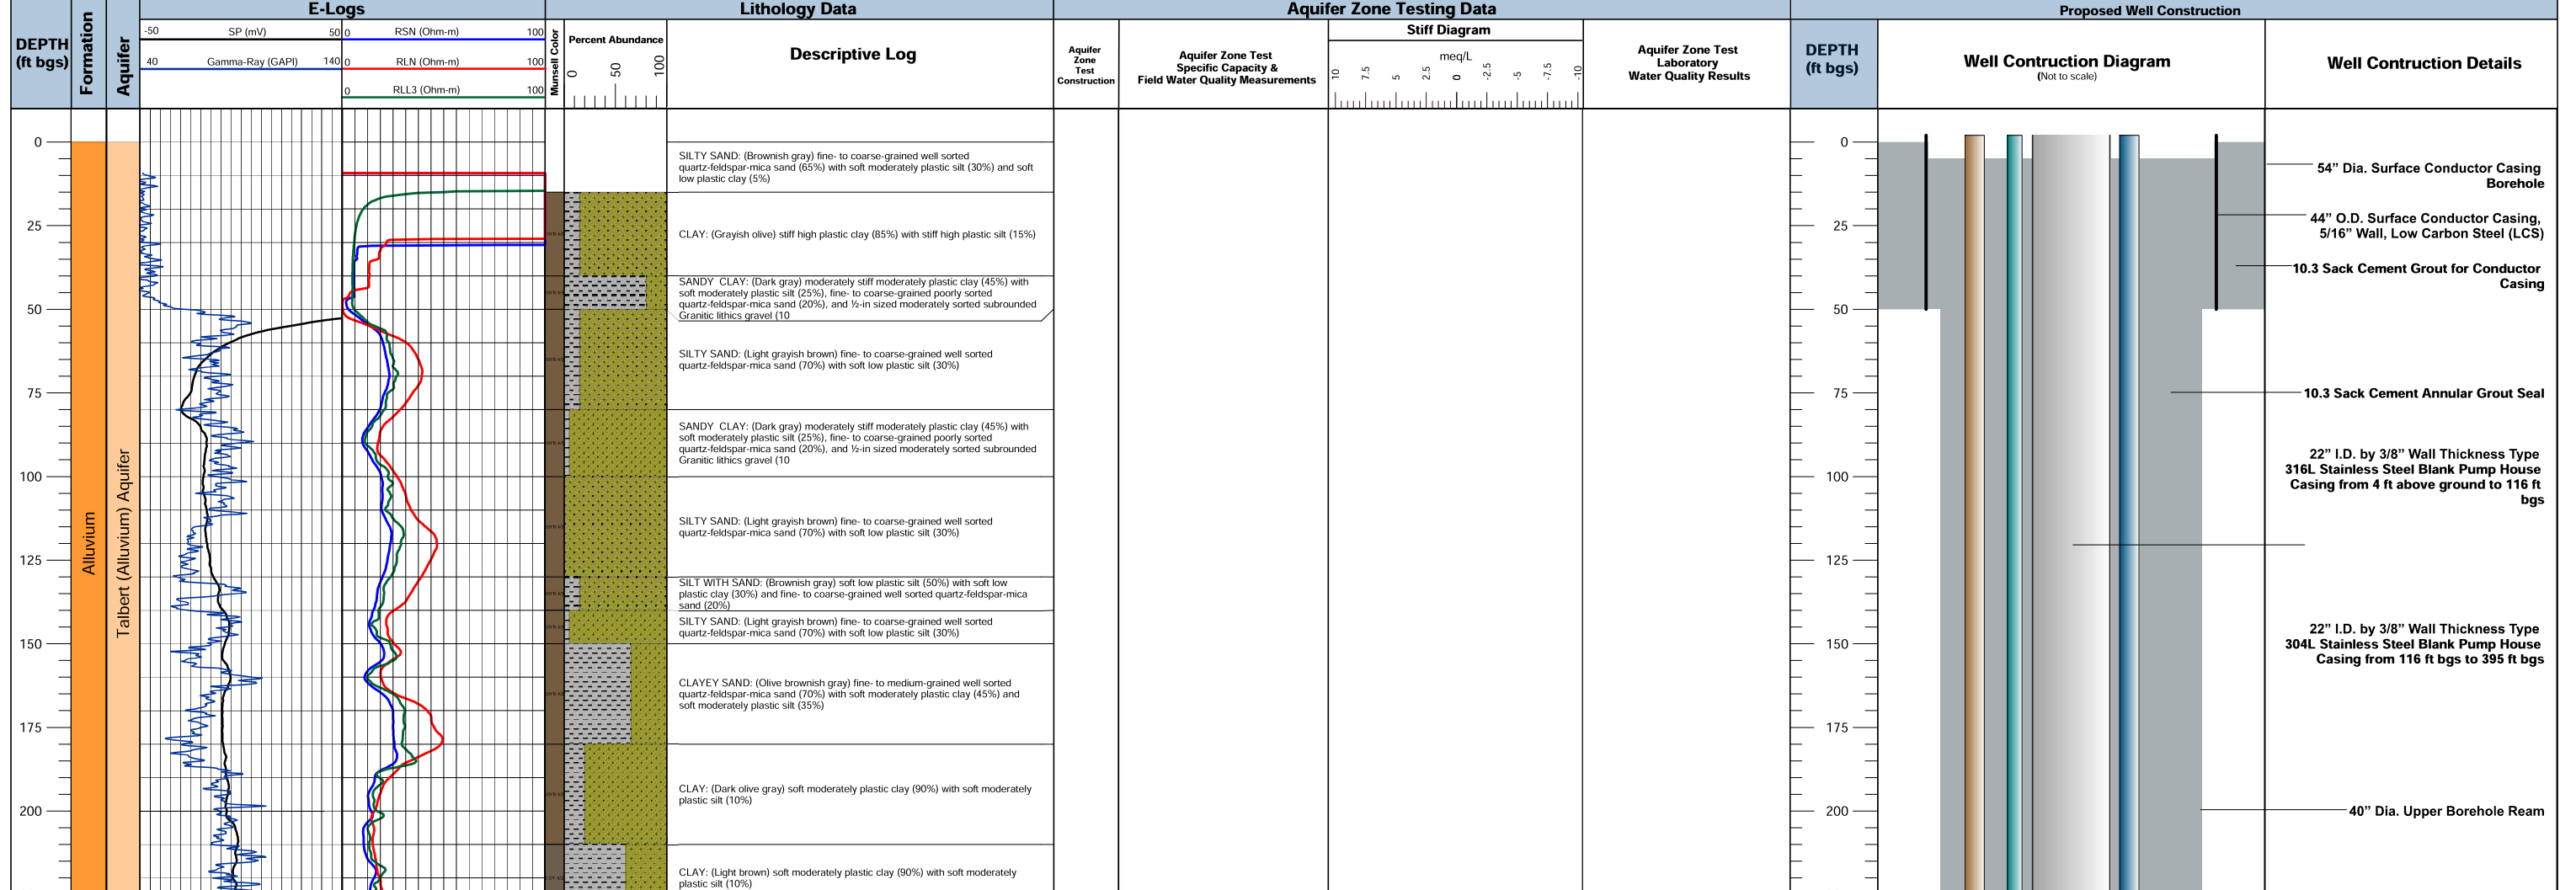 E-Logs
Lithology Data
Aquifer Zone Testing Data
Proposed Well Construction
DEPTH
(ft bgs)
Formation
Aquifer
-50 SP (mV) 50
40 Gamma-Ray (GAPI) 140
0 RSN (Ohm-m) 100
0 RLN (Ohm-m) 100
0 RLL3 (Ohm-m) 100
Munsell Color
Percent Abundance
0 50 100
Descriptive Log
Aquifer
Zone
Test
Construction
Aquifer Zone Test
Specific Capacity &
Field Water Quality Measurements
Stiff Diagram
meq/L
10 7.5 5 2.5 0 -2.5 -5 -7.5 -10
Aquifer Zone Test
Laboratory
Water Quality Results
DEPTH
(ft bgs)
Well Contruction Diagram
(Not to scale)
Well Contruction Details
0
25
50
75
100
125
150
175
200
Alluvium
Talbert (Alluvium) Aquifer
SILTY SAND: (Brownish gray) fine- to coarse-grained well sorted
quartz-feldspar-mica sand (65%) with soft moderately plastic silt (30%) and soft
low plastic clay (5%)
CLAY: (Grayish olive) stiff high plastic clay (85%) with stiff high plastic silt (15%)
SANDY CLAY: (Dark gray) moderately stiff moderately plastic clay (45%) with
soft moderately plastic silt (25%), fine- to coarse-grained poorly sorted
quartz-feldspar-mica sand (20%), and ½-in sized moderately sorted subrounded
Granitic lithics gravel (10
SILTY SAND: (Light grayish brown) fine- to coarse-grained well sorted
quartz-feldspar-mica sand (70%) with soft low plastic silt (30%)
SANDY CLAY: (Dark gray) moderately stiff moderately plastic clay (45%) with
soft moderately plastic silt (25%), fine- to coarse-grained poorly sorted
quartz-feldspar-mica sand (20%), and ½-in sized moderately sorted subrounded
Granitic lithics gravel (10
SILTY SAND: (Light grayish brown) fine- to coarse-grained well sorted
quartz-feldspar-mica sand (70%) with soft low plastic silt (30%)
SILT WITH SAND: (Brownish gray) soft low plastic silt (50%) with soft low
plastic clay (30%) and fine- to coarse-grained well sorted quartz-feldspar-mica
sand (20%)
SILTY SAND: (Light grayish brown) fine- to coarse-grained well sorted
quartz-feldspar-mica sand (70%) with soft low plastic silt (30%)
CLAYEY SAND: (Olive brownish gray) fine- to medium-grained well sorted
quartz-feldspar-mica sand (70%) with soft moderately plastic clay (45%) and
soft moderately plastic silt (35%)
CLAY: (Dark olive gray) soft moderately plastic clay (90%) with soft moderately
plastic silt (10%)
CLAY: (Light brown) soft moderately plastic clay (90%) with soft moderately
plastic silt (10%)
0
25
50
75
100
125
150
175
200
54” Dia. Surface Conductor Casing
Borehole
44” O.D. Surface Conductor Casing,
5/16” Wall, Low Carbon Steel (LCS)
10.3 Sack Cement Grout for Conductor
Casing
10.3 Sack Cement Annular Grout Seal
22” I.D. by 3/8” Wall Thickness Type
316L Stainless Steel Blank Pump House
Casing from 4 ft above ground to 116 ft
bgs
22” I.D. by 3/8” Wall Thickness Type
304L Stainless Steel Blank Pump House
Casing from 116 ft bgs to 395 ft bgs
40” Dia. Upper Borehole Ream